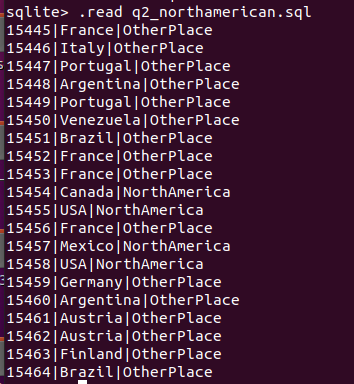 sqlite> .read q2_northamerican.sql
15445|France|OtherPlace
15446|Italy|OtherPlace
15447|Portugal|OtherPlace
15448|Argentina|OtherPlace
15449|Portugal|OtherPlace
15450|Venezuela|OtherPlace
15451|Brazil|OtherPlace
15452|France|OtherPlace
15453|France|OtherPlace
15454|Canada|NorthAmerica
15455|USA|NorthAmerica
15456|France|OtherPlace
15457|Mexico|NorthAmerica
15458|USA|NorthAmerica
15459|Germany|OtherPlace
15460|Argentina|OtherPlace
15461|Austria|OtherPlace
15462|Austria|OtherPlace
15463|Finland|OtherPlace
15464|Brazil|OtherPlace